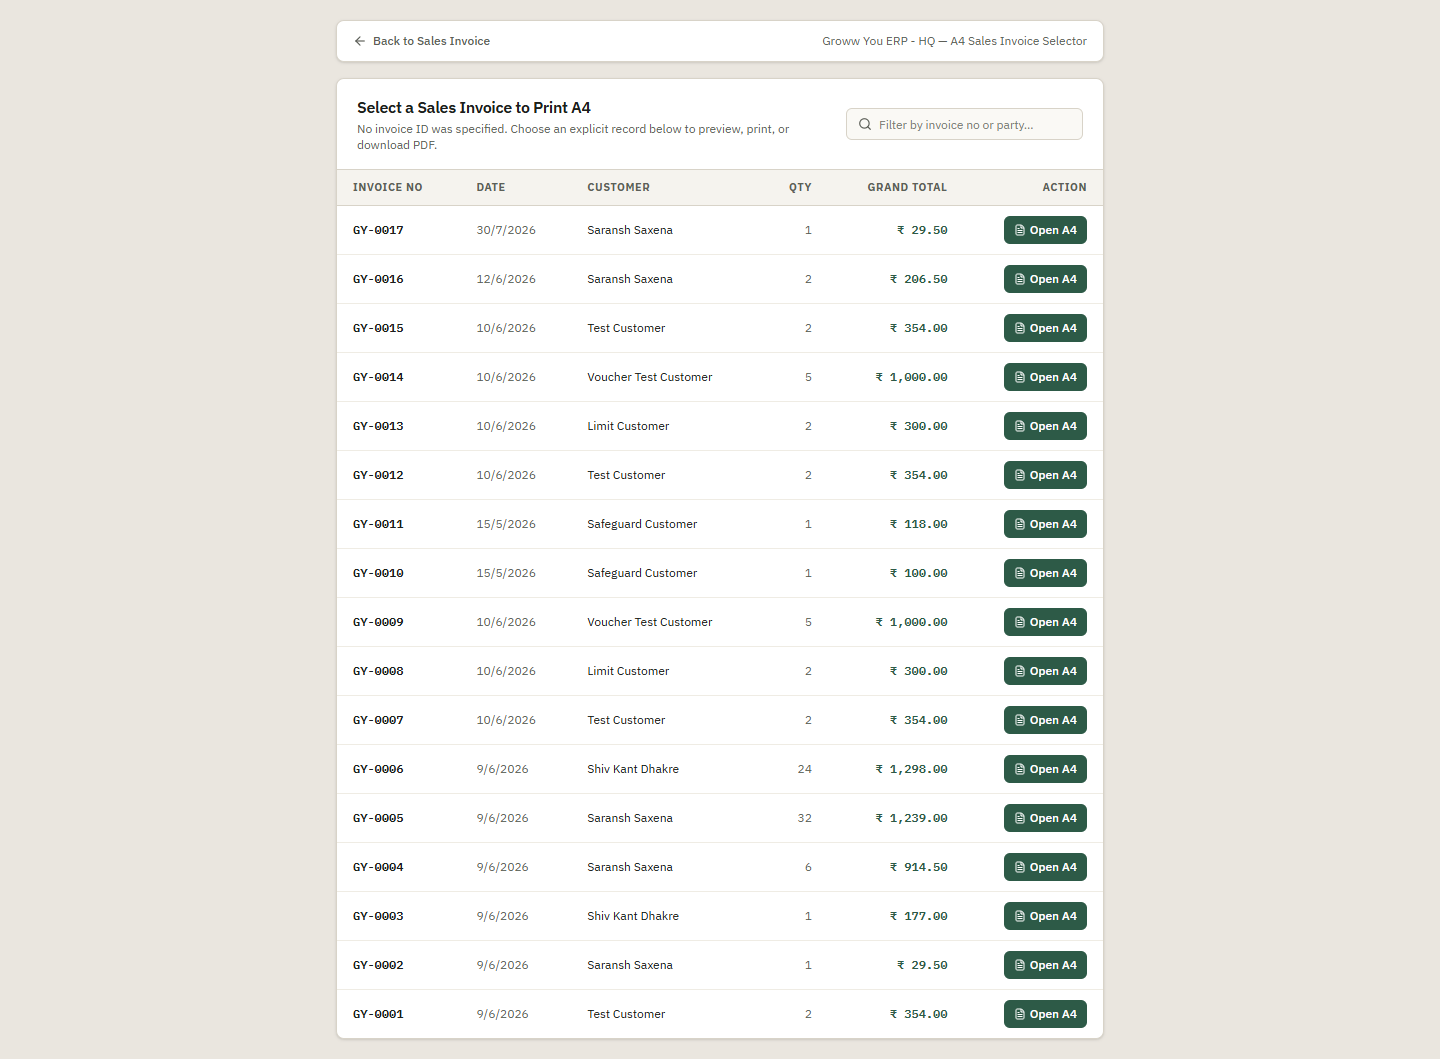 Back to Sales Invoice
Groww You ERP - HQ — A4 Sales Invoice Selector
Select a Sales Invoice to Print A4
No invoice ID was specified. Choose an explicit record below to preview, print, or
download PDF.
Filter by invoice no or party...
INVOICE NO DATE CUSTOMER QTY GRAND TOTAL ACTION
GY-0017 30/7/2026 Saransh Saxena 1 ₹ 29.50 Open A4
GY-0016 12/6/2026 Saransh Saxena 2 ₹ 206.50 Open A4
GY-0015 10/6/2026 Test Customer 2 ₹ 354.00 Open A4
GY-0014 10/6/2026 Voucher Test Customer 5 ₹ 1,000.00 Open A4
GY-0013 10/6/2026 Limit Customer 2 ₹ 300.00 Open A4
GY-0012 10/6/2026 Test Customer 2 ₹ 354.00 Open A4
GY-0011 15/5/2026 Safeguard Customer 1 ₹ 118.00 Open A4
GY-0010 15/5/2026 Safeguard Customer 1 ₹ 100.00 Open A4
GY-0009 10/6/2026 Voucher Test Customer 5 ₹ 1,000.00 Open A4
GY-0008 10/6/2026 Limit Customer 2 ₹ 300.00 Open A4
GY-0007 10/6/2026 Test Customer 2 ₹ 354.00 Open A4
GY-0006 9/6/2026 Shiv Kant Dhakre 24 ₹ 1,298.00 Open A4
GY-0005 9/6/2026 Saransh Saxena 32 ₹ 1,239.00 Open A4
GY-0004 9/6/2026 Saransh Saxena 6 ₹ 914.50 Open A4
GY-0003 9/6/2026 Shiv Kant Dhakre 1 ₹ 177.00 Open A4
GY-0002 9/6/2026 Saransh Saxena 1 ₹ 29.50 Open A4
GY-0001 9/6/2026 Test Customer 2 ₹ 354.00 Open A4